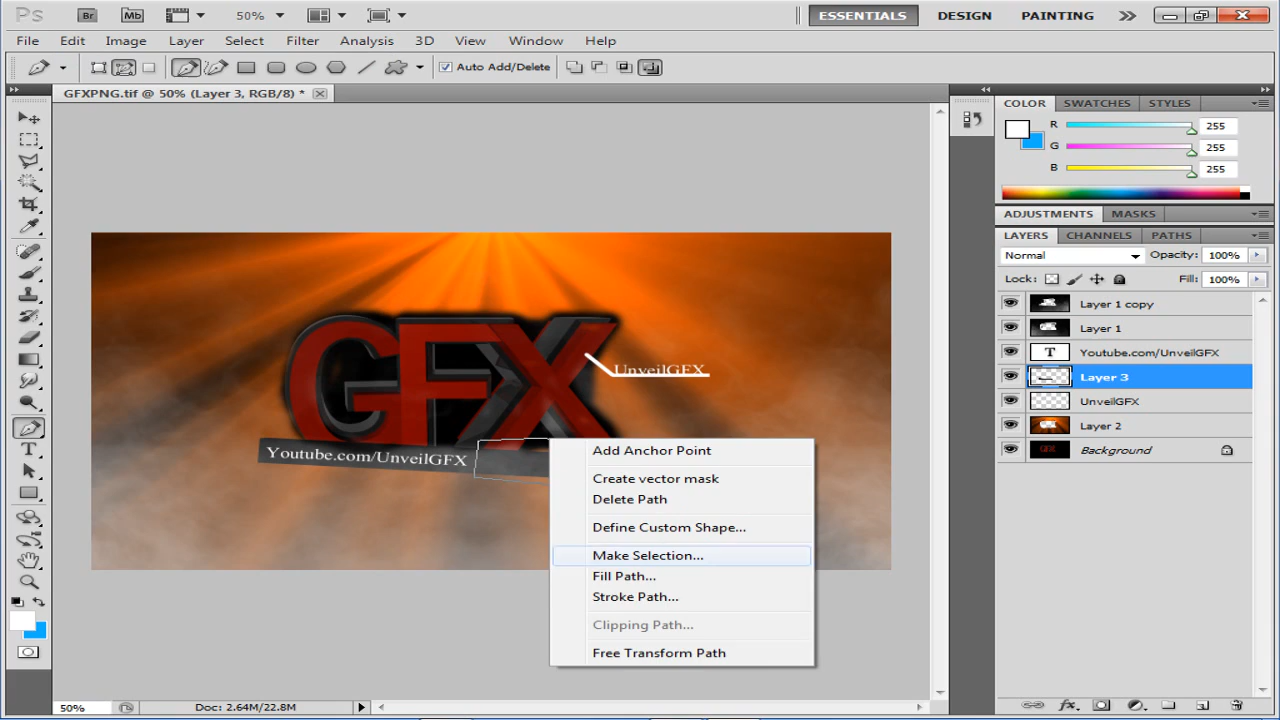 Ps Br Mb 50% ESSENTIALS DESIGN PAINTING
File Edit Image Layer Select Filter Analysis 3D View Window Help
Auto Add/Delete
GFXPNG.tif @ 50% (Layer 3, RGB/8) *
COLOR SWATCHES STYLES
R 255
G 255
B 255
ADJUSTMENTS MASKS
LAYERS CHANNELS PATHS
Normal Opacity: 100%
Lock: Fill: 100%
Layer 1 copy
Layer 1
T Youtube.com/UnveilGFX
Layer 3
UnveilGFX
Layer 2
Background
GFX
UnveilGFX
Youtube.com/UnveilGFX
Add Anchor Point
Create vector mask
Delete Path
Define Custom Shape...
Make Selection...
Fill Path...
Stroke Path...
Clipping Path...
Free Transform Path
50% Doc: 2.64M/22.8M